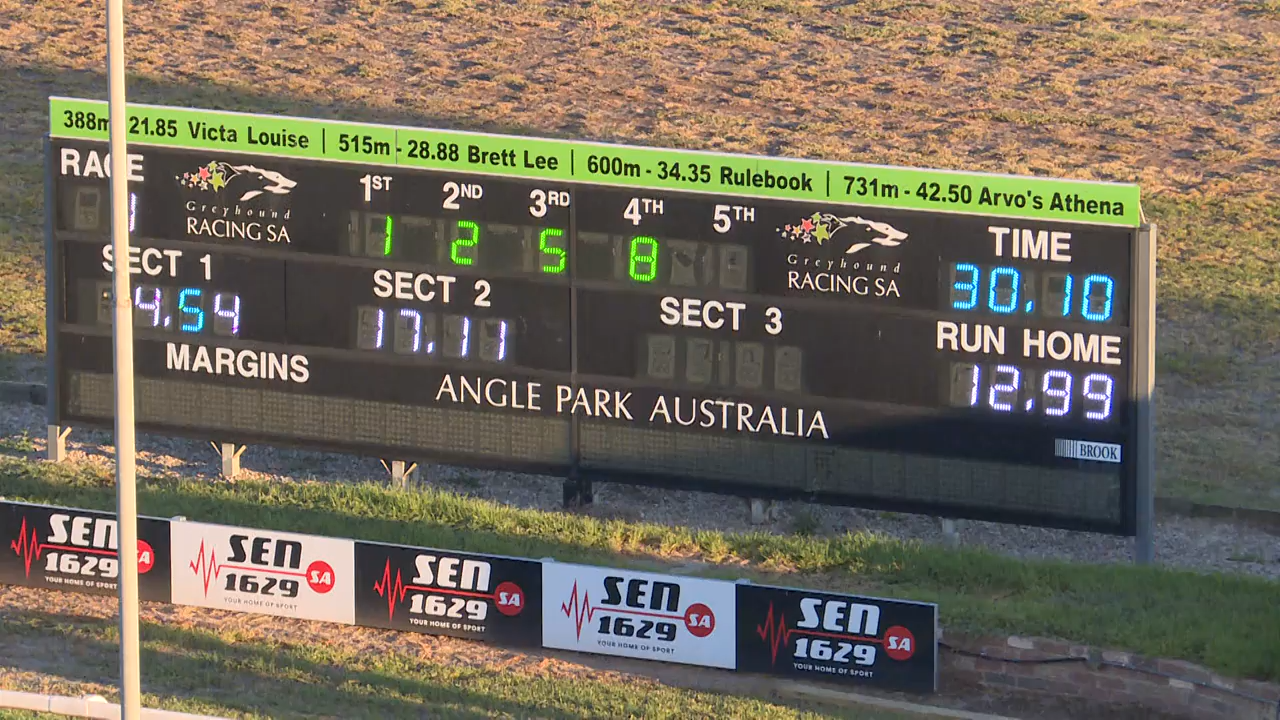 388m 21.85 Victa Louise | 515m - 28.88 Brett Lee | 600m - 34.35 Rulebook | 731m - 42.50 Arvo's Athena
RACE
1
Greyhound
RACING SA
1ST 2ND 3RD 4TH 5TH
1 2 5 8
Greyhound
RACING SA
TIME
30.10
SECT 1
4.54
SECT 2
17.11
SECT 3
RUN HOME
12.99
MARGINS
ANGLE PARK AUSTRALIA
BROOK
SEN
1629
YOUR HOME OF SPORT
SEN
1629 SA
YOUR HOME OF SPORT
SEN
1629 SA
YOUR HOME OF SPORT
SEN
1629 SA
YOUR HOME OF SPORT
SEN
1629 SA
YOUR HOME OF SPORT